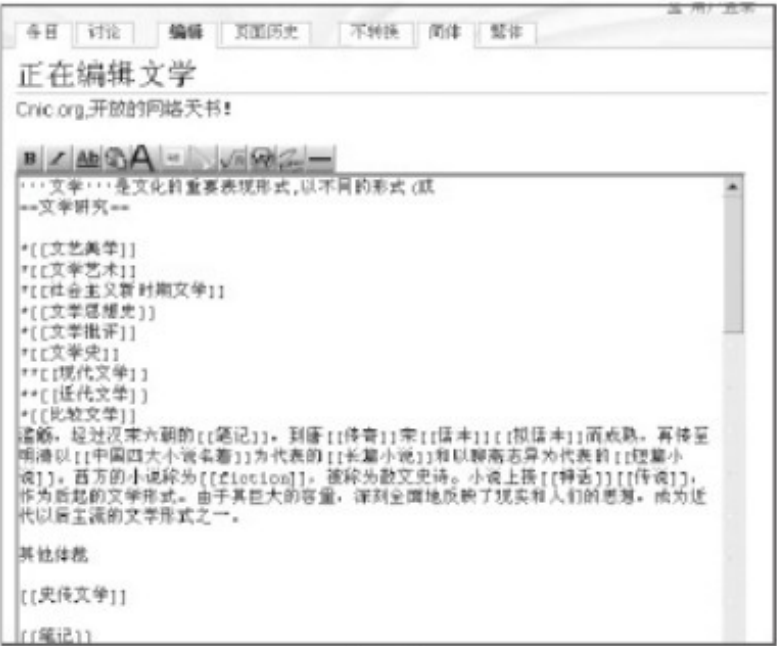 用户登录
条目 讨论 编辑 页面历史 不转换 简体 繁体
正在编辑文学
Cnic.org,开放的网络天书!
B I Ab A √n
'''文学'''是文化的重要表现形式,以不同的形式(或
==文学研究==
*[[文艺美学]]
*[[文学艺术]]
*[[社会主义新时期文学]]
*[[文学思想史]]
*[[文学批评]]
*[[文学史]]
**[[现代文学]]
**[[近代文学]]
*[[比较文学]]
滥觞。经过汉末六朝的[[笔记]]。到唐[[传奇]]宋[[话本]][[拟话本]]而成熟。再传至
明清以[[中国四大小说名著]]为代表的[[长篇小说]]和以聊斋志异为代表的[[短篇小
说]]。西方的小说称为[[fiction]]。被称为散文史诗。小说上接[[神话]][[传说]],
作为后起的文学形式。由于其巨大的容量,深刻全面地反映了现实和人们的思想。成为近
代以后主流的文学形式之一。
其他体裁
[[史传文学]]
[[笔记]]